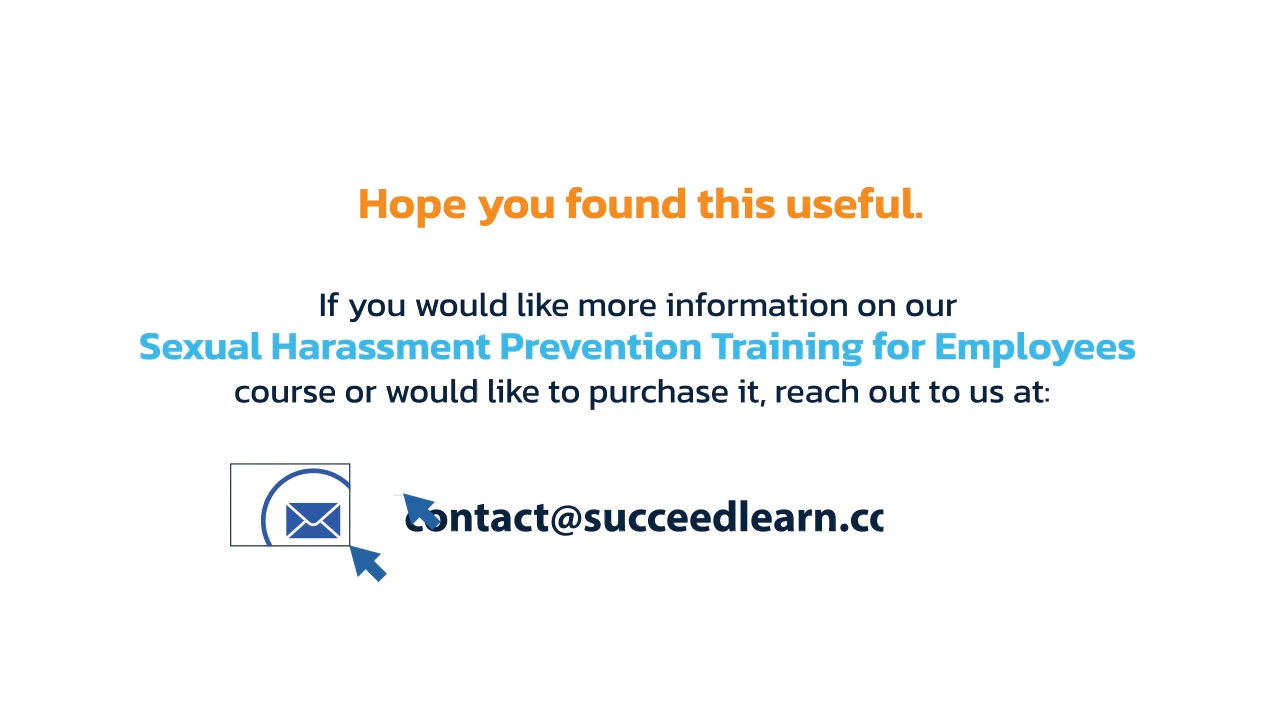 Hope you found this useful.
If you would like more information on our
Sexual Harassment Prevention Training for Employees
course or would like to purchase it, reach out to us at:
contact@succeedlearn.cc